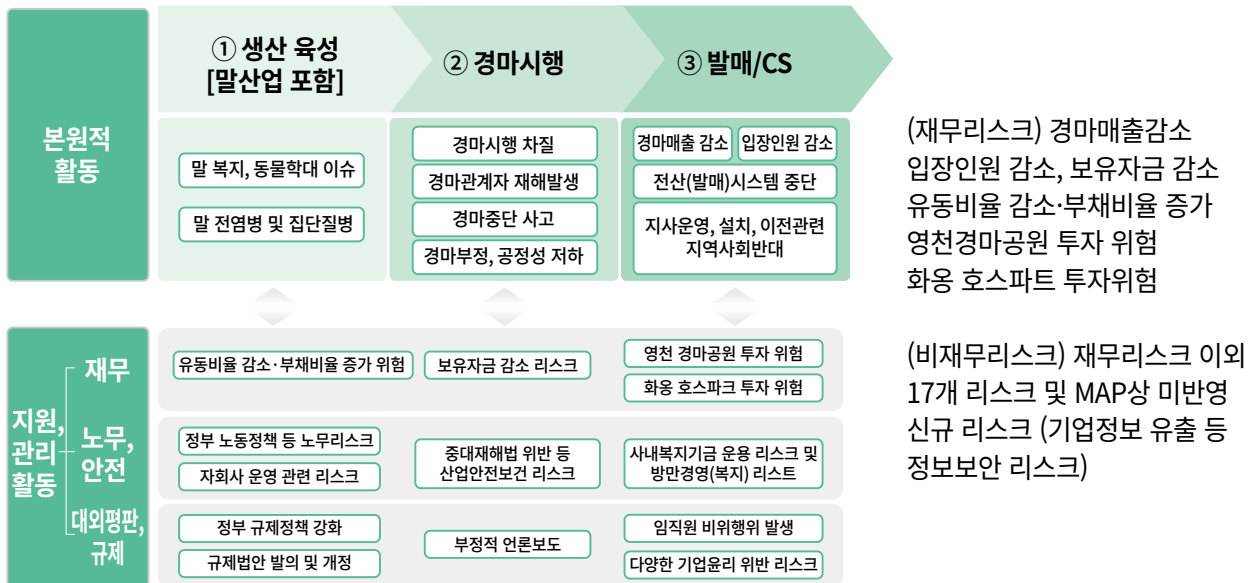 ① 생산 육성
[말산업 포함]
② 경마시행
③ 발매/CS
본원적
활동
말 복지, 동물학대 이슈
말 전염병 및 집단질병
경마시행 차질
경마관계자 재해발생
경마중단 사고
경마부정, 공정성 저하
경마매출 감소
입장인원 감소
전산(발매)시스템 중단
지사운영, 설치, 이전관련
지역사회반대
지원,
관리
활동
재무
유동비율 감소·부채비율 증가 위험
보유자금 감소 리스크
영천 경마공원 투자 위험
화옹 호스파크 투자 위험
노무,
안전
정부 노동정책 등 노무리스크
자회사 운영 관련 리스크
중대재해법 위반 등
산업안전보건 리스크
사내복지기금 운용 리스크 및
방만경영(복지) 리스트
대외평판,
규제
정부 규제정책 강화
규제법안 발의 및 개정
부정적 언론보도
임직원 비위행위 발생
다양한 기업윤리 위반 리스크
(재무리스크) 경마매출감소
입장인원 감소, 보유자금 감소
유동비율 감소·부채비율 증가
영천경마공원 투자 위험
화옹 호스파트 투자위험
(비재무리스크) 재무리스크 이외
17개 리스크 및 MAP상 미반영
신규 리스크 (기업정보 유출 등
정보보안 리스크)